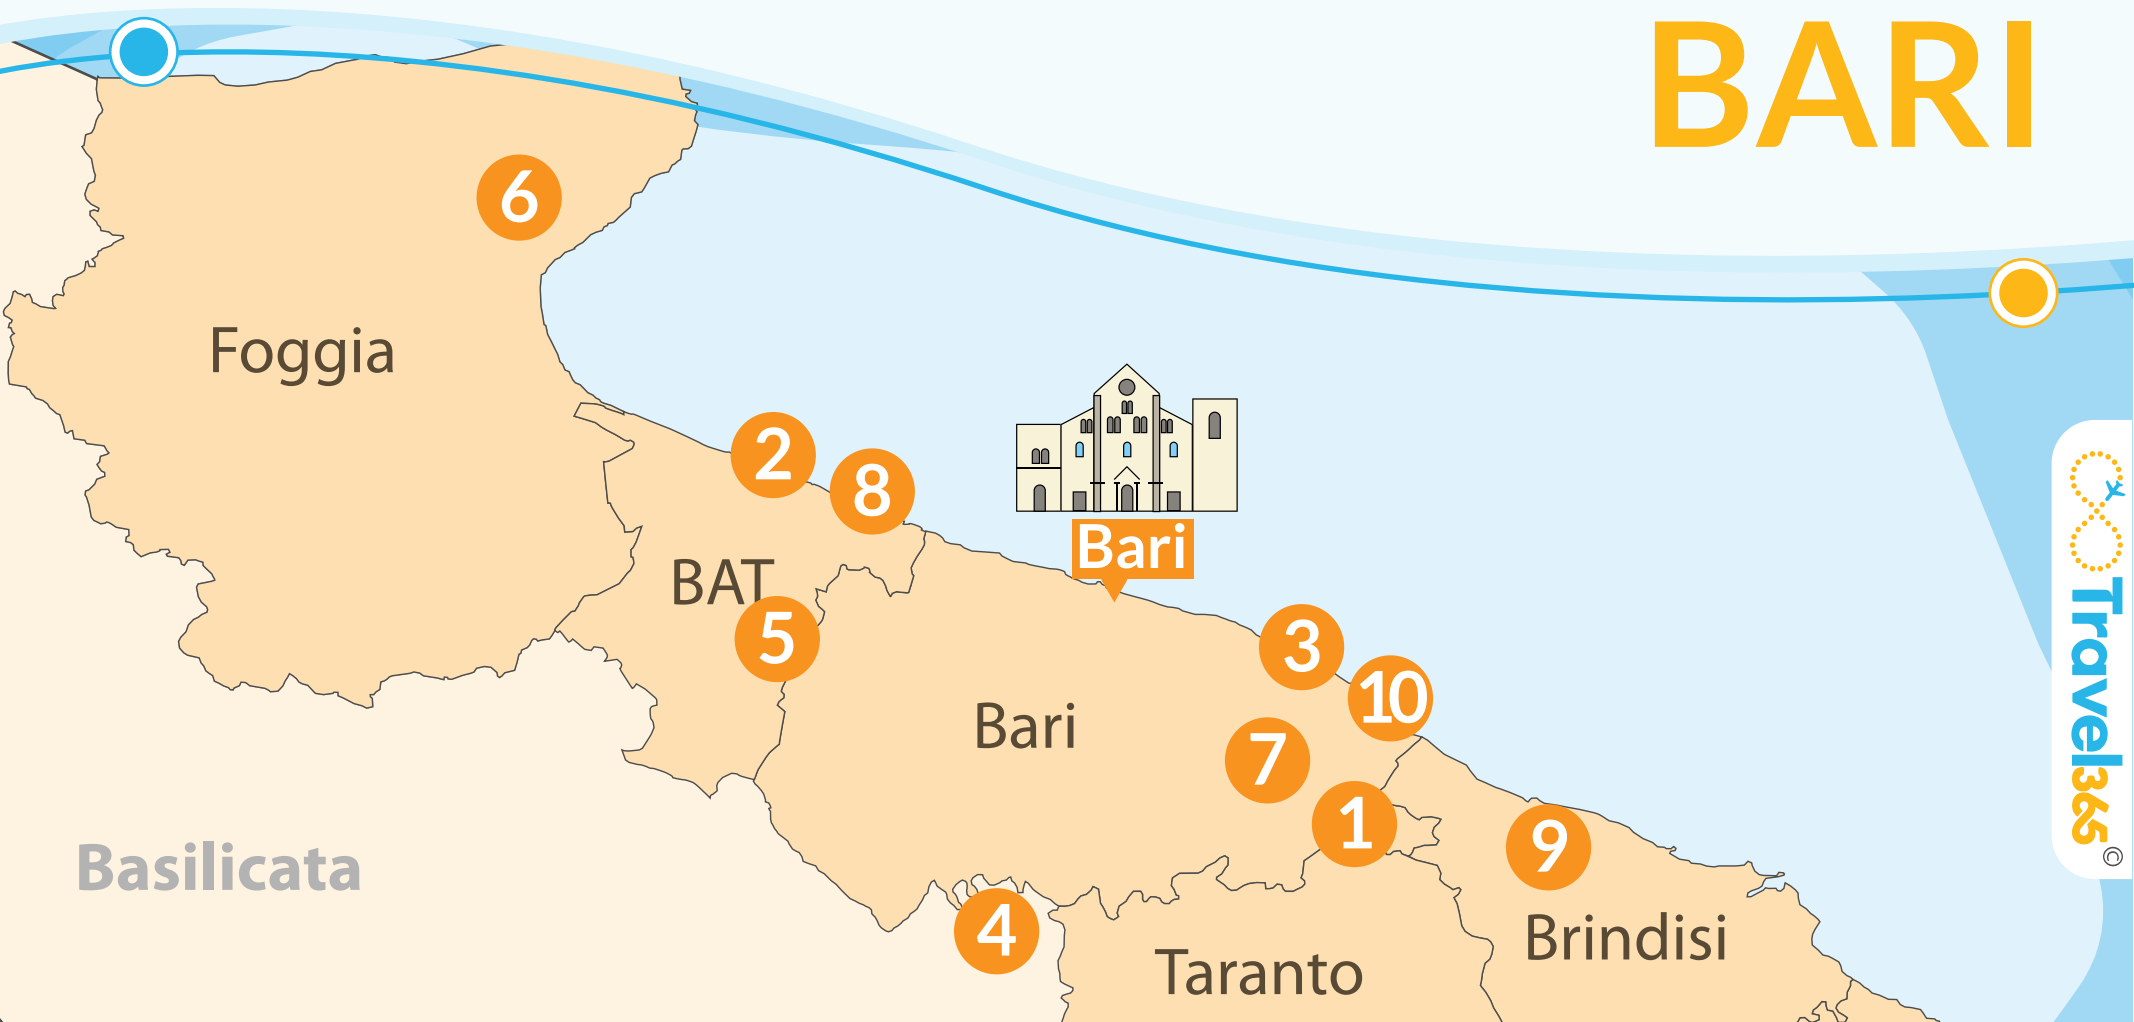 BARI
6
Foggia
2
8
Bari
BAT
5
3
10
Bari
7
1
9
Basilicata
4
Brindisi
Taranto
Travel365
©